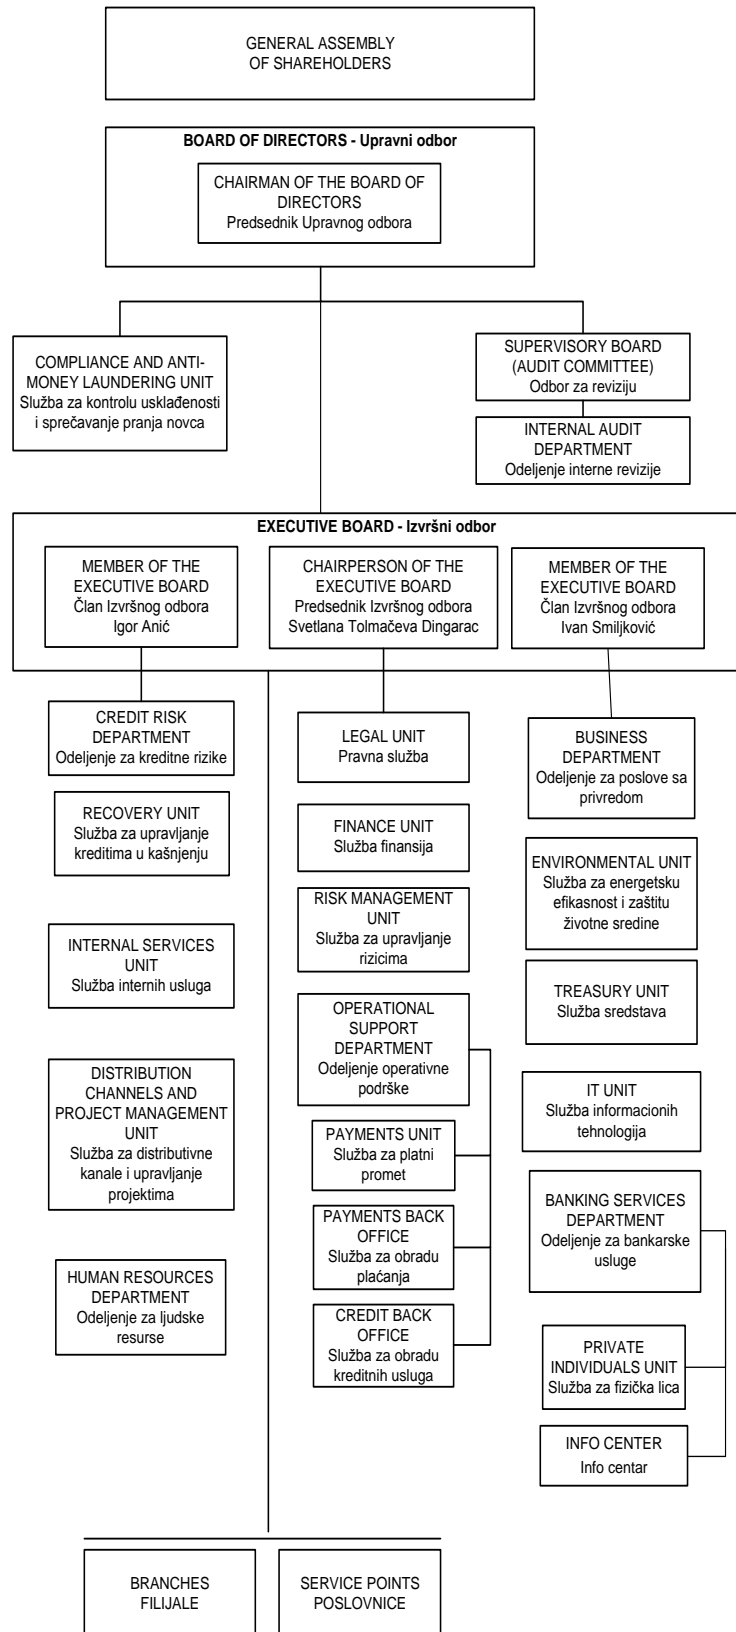 GENERAL ASSEMBLY
OF SHAREHOLDERS
BOARD OF DIRECTORS - Upravni odbor
CHAIRMAN OF THE BOARD OF
DIRECTORS
Predsednik Upravnog odbora
COMPLIANCE AND ANTI-
MONEY LAUNDERING UNIT
Služba za kontrolu usklađenosti
i sprečavanje pranja novca
SUPERVISORY BOARD
(AUDIT COMMITTEE)
Odbor za reviziju
INTERNAL AUDIT
DEPARTMENT
Odeljenje interne revizije
EXECUTIVE BOARD - Izvršni odbor
MEMBER OF THE
EXECUTIVE BOARD
Član Izvršnog odbora
Igor Anić
CHAIRPERSON OF THE
EXECUTIVE BOARD
Predsednik Izvršnog odbora
Svetlana Tolmačeva Dingarac
MEMBER OF THE
EXECUTIVE BOARD
Član Izvršnog odbora
Ivan Smiljković
CREDIT RISK
DEPARTMENT
Odeljenje za kreditne rizike
RECOVERY UNIT
Služba za upravljanje
kreditima u kašnjenju
INTERNAL SERVICES
UNIT
Služba internih usluga
DISTRIBUTION
CHANNELS AND
PROJECT MANAGEMENT
UNIT
Služba za distributivne
kanale i upravljanje
projektima
HUMAN RESOURCES
DEPARTMENT
Odeljenje za ljudske
resurse
LEGAL UNIT
Pravna služba
FINANCE UNIT
Služba finansija
RISK MANAGEMENT
UNIT
Služba za upravljanje
rizicima
OPERATIONAL
SUPPORT
DEPARTMENT
Odeljenje operativne
podrške
PAYMENTS UNIT
Služba za platni
promet
PAYMENTS BACK
OFFICE
Služba za obradu
plaćanja
CREDIT BACK
OFFICE
Služba za obradu
kreditnih usluga
BUSINESS
DEPARTMENT
Odeljenje za poslove sa
privredom
ENVIRONMENTAL UNIT
Služba za energetsku
efikasnost i zaštitu
životne sredine
TREASURY UNIT
Služba sredstava
IT UNIT
Služba informacionih
tehnologija
BANKING SERVICES
DEPARTMENT
Odeljenje za bankarske
usluge
PRIVATE
INDIVIDUALS UNIT
Služba za fizička lica
INFO CENTER
Info centar
BRANCHES
FILIJALE
SERVICE POINTS
POSLOVNICE